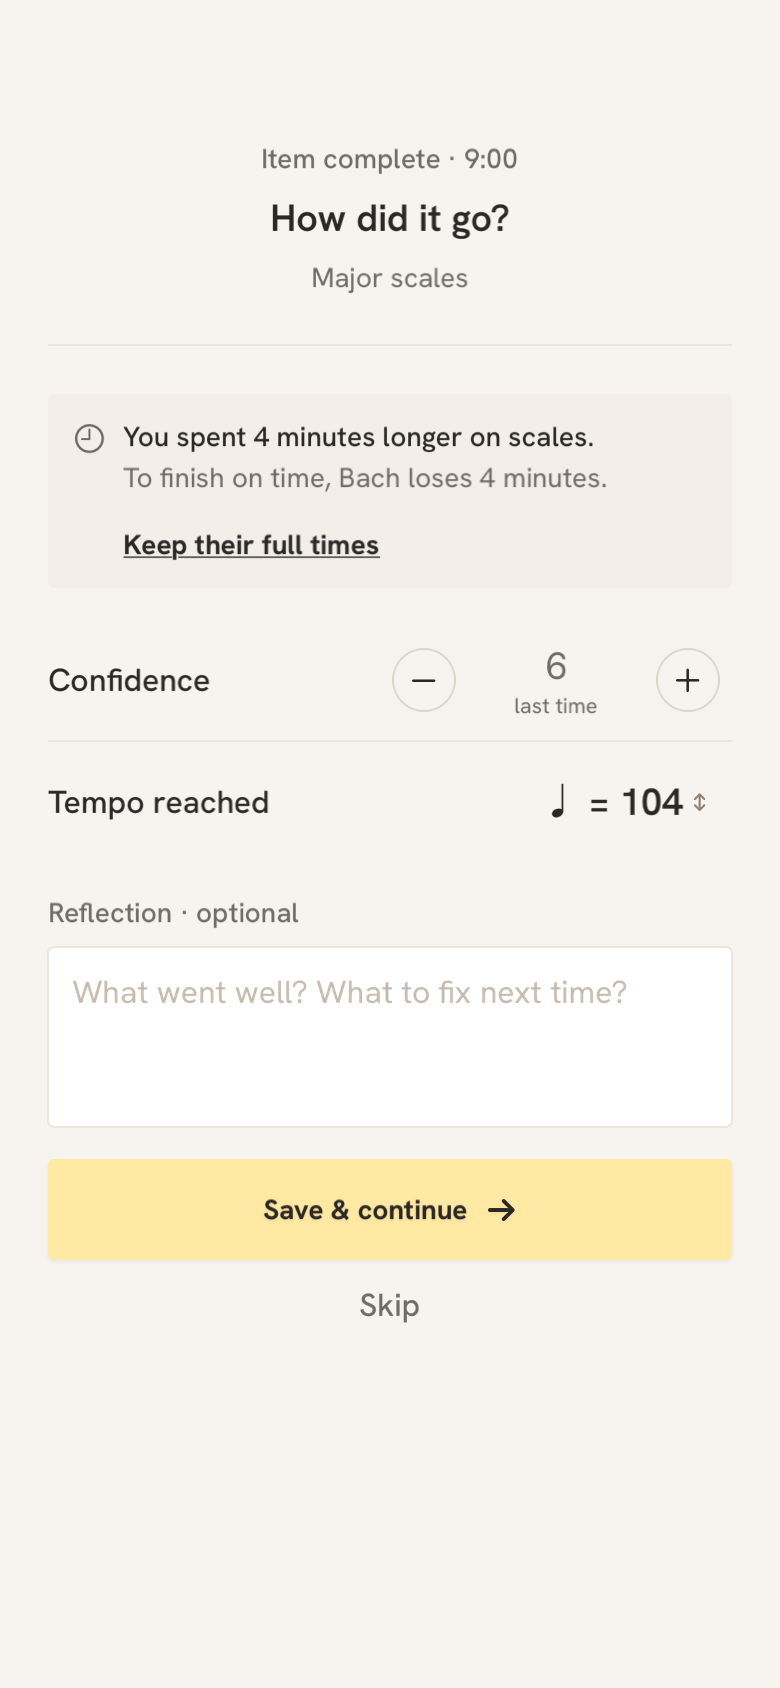 Item complete · 9:00
How did it go?
Major scales
You spent 4 minutes longer on scales.
To finish on time, Bach loses 4 minutes.
Keep their full times
Confidence
−
6
last time
+
Tempo reached
♩ = 104
Reflection · optional
What went well? What to fix next time?
Save & continue →
Skip